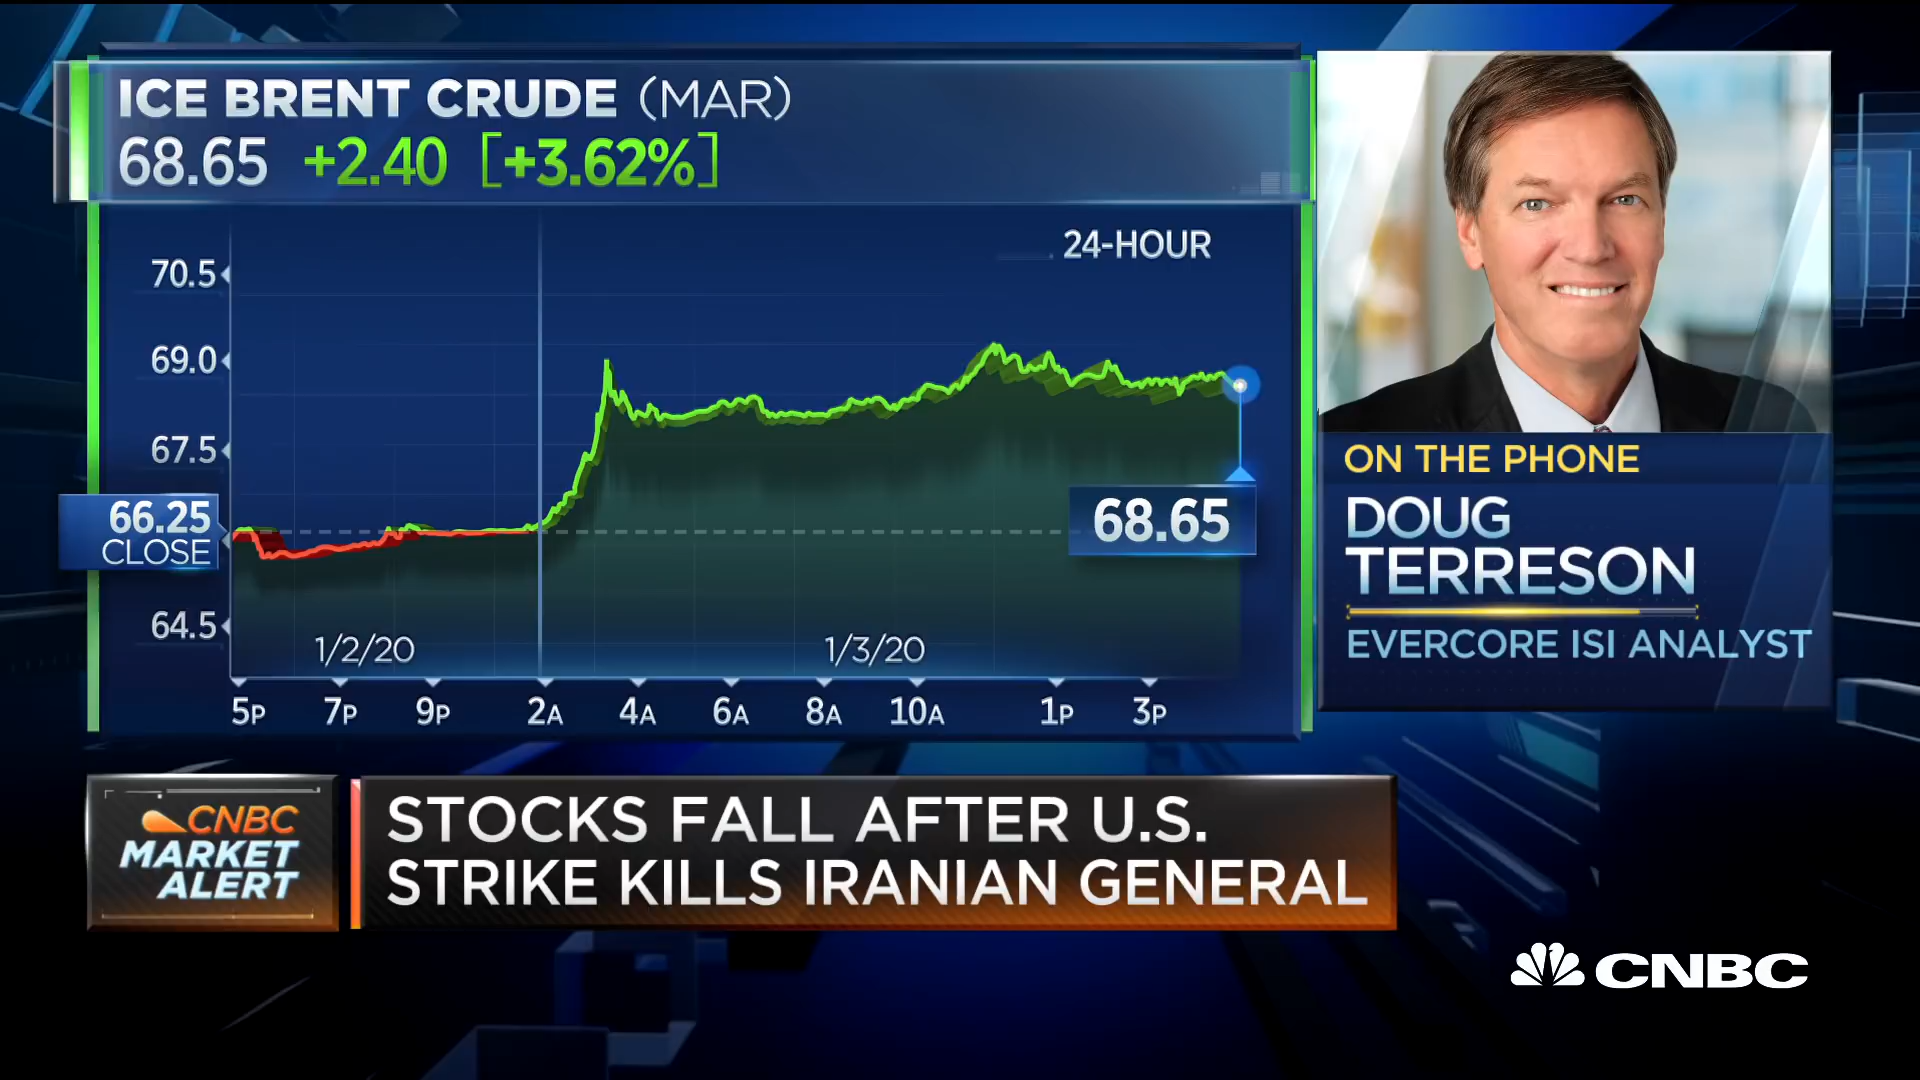 ICE BRENT CRUDE (MAR)
68.65 +2.40 [+3.62%]
24-HOUR
70.5
69.0
67.5
66.25
CLOSE
64.5
68.65
1/2/20 1/3/20
5P 7P 9P 2A 4A 6A 8A 10A 1P 3P
ON THE PHONE
DOUG
TERRESON
EVERCORE ISI ANALYST
CNBC
MARKET
ALERT
STOCKS FALL AFTER U.S.
STRIKE KILLS IRANIAN GENERAL
CNBC